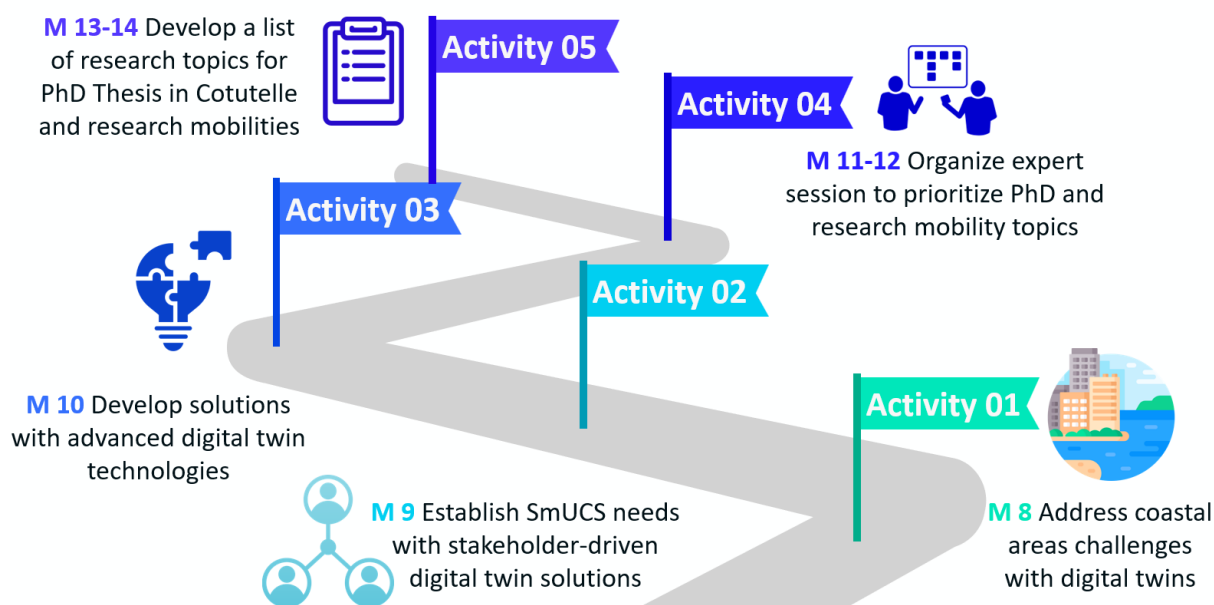 M 13-14 Develop a list
of research topics for
PhD Thesis in Cotutelle
and research mobilities
Activity 05
Activity 04
M 11-12 Organize expert
session to prioritize PhD and
research mobility topics
Activity 03
M 10 Develop solutions
with advanced digital twin
technologies
Activity 02
M 9 Establish SmUCS needs
with stakeholder-driven
digital twin solutions
Activity 01
M 8 Address coastal
areas challenges
with digital twins